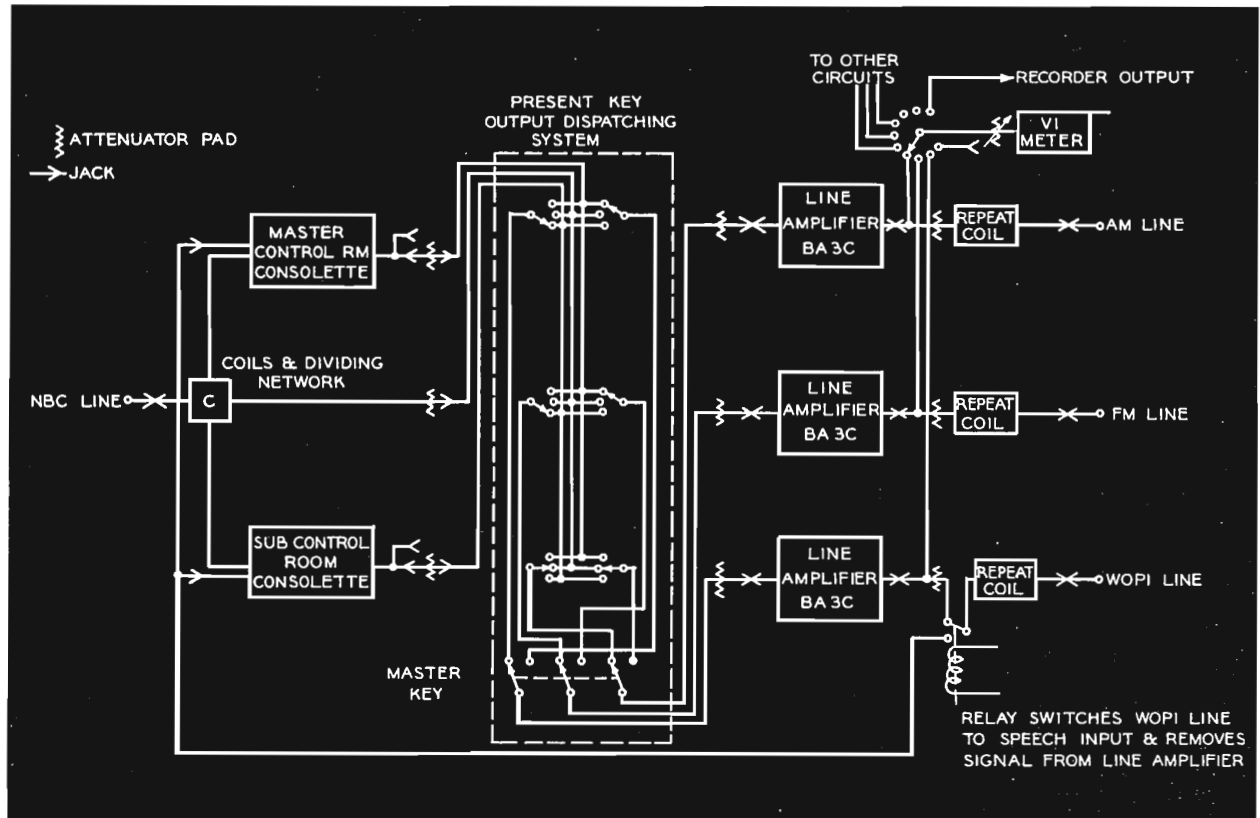 TO OTHER
CIRCUITS
RECORDER OUTPUT
PRESENT KEY
OUTPUT DISPATCHING
SYSTEM
VI
METER
ATTENUATOR PAD
JACK
MASTER
CONTROL RM
CONSOLETTE
LINE
AMPLIFIER
BA 3C
REPEAT
COIL
AM LINE
COILS & DIVIDING
NETWORK
NBC LINE
C
LINE
AMPLIFIER
BA 3C
REPEAT
COIL
FM LINE
SUB CONTROL
ROOM
CONSOLETTE
LINE
AMPLIFIER
BA 3C
REPEAT
COIL
WOPI LINE
MASTER
KEY
RELAY SWITCHES WOPI LINE
TO SPEECH INPUT & REMOVES
SIGNAL FROM LINE AMPLIFIER